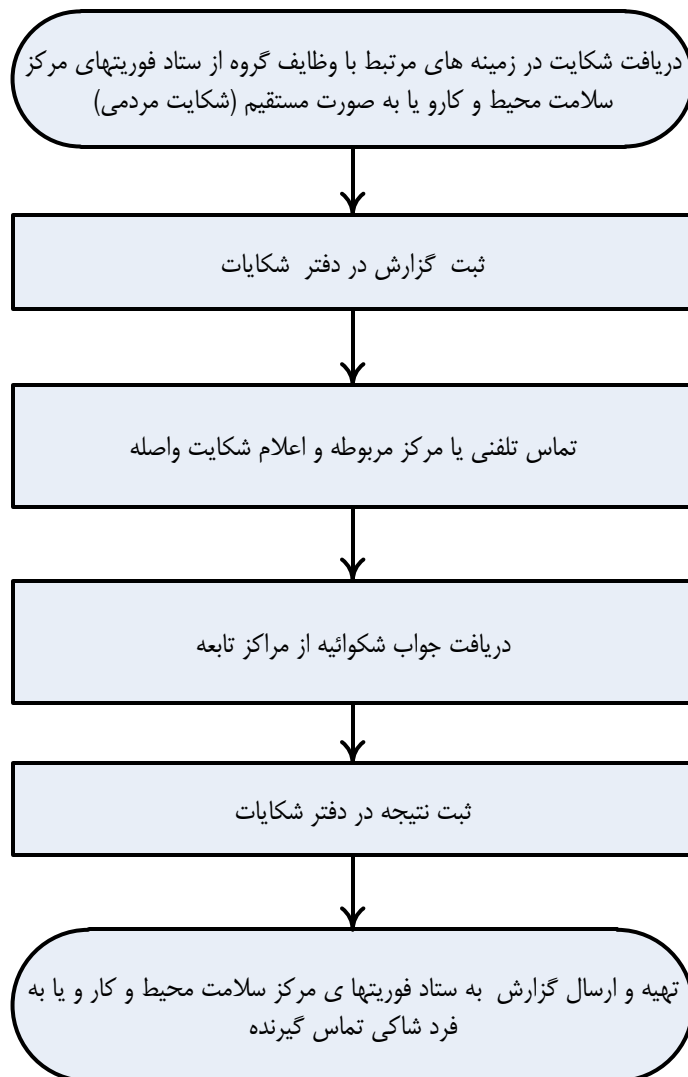 دریافت شکایت در زمینه های مرتبط با وظایف گروه از ستاد فوریتهای مرکز
سلامت محیط و کارو یا به صورت مستقیم (شکایت مردمی)
ثبت گزارش در دفتر شکایات
تماس تلفنی یا مرکز مربوطه و اعلام شکایت واصله
دریافت جواب شکوائیه از مراکز تابعه
ثبت نتیجه در دفتر شکایات
تهیه و ارسال گزارش به ستاد فوریتها ی مرکز سلامت محیط و کار و یا به
فرد شاکی تماس گیرنده